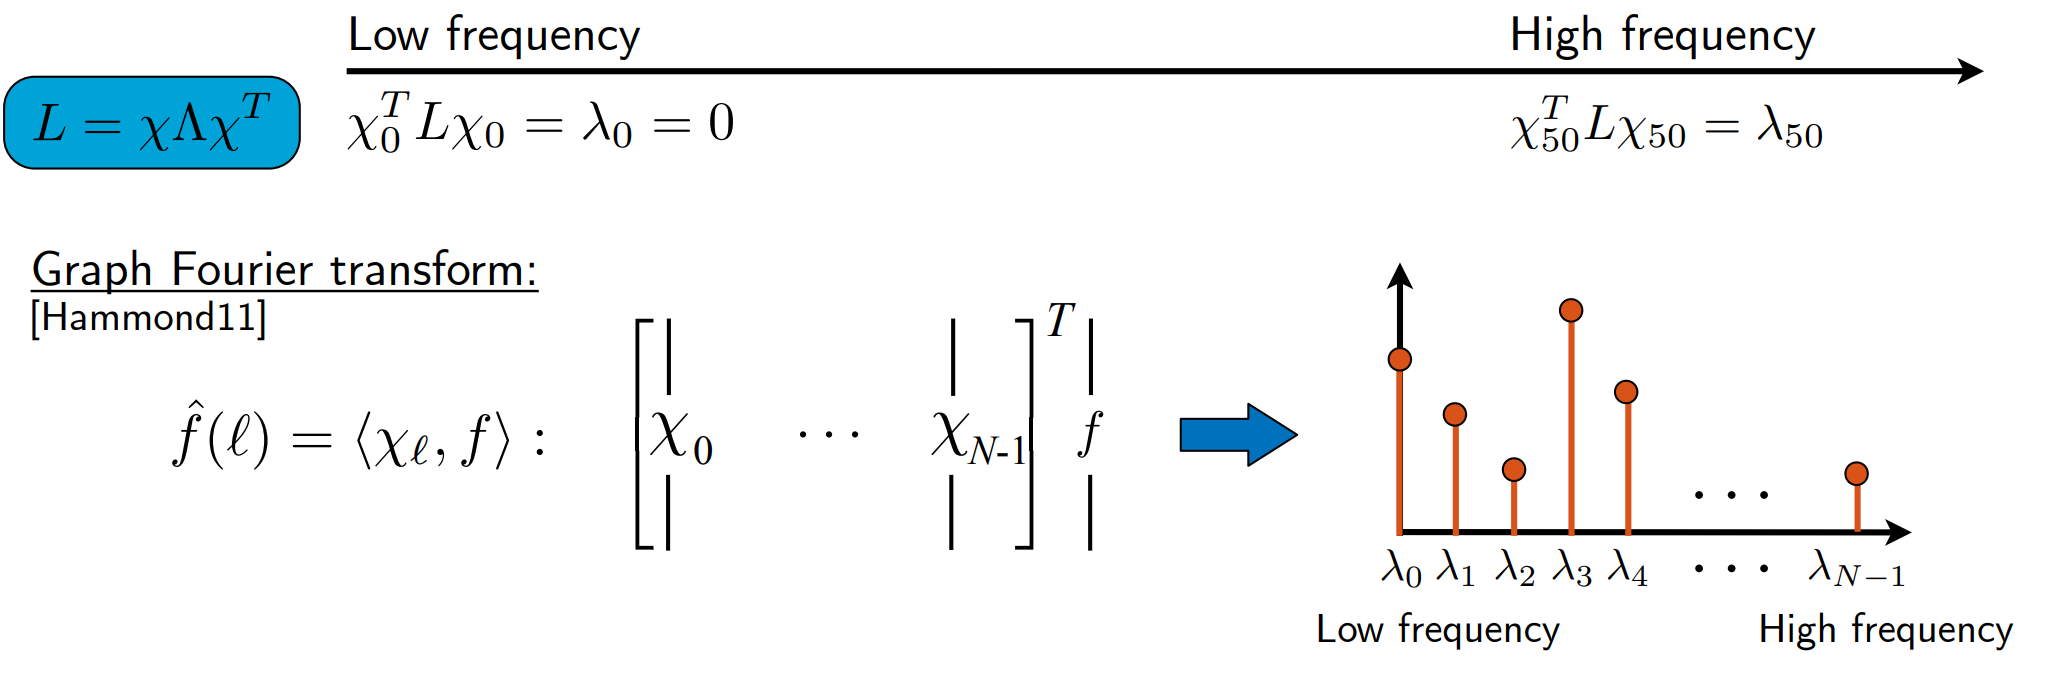 Low frequency High frequency
L = χΛχ^T χ_0^T Lχ_0 = λ_0 = 0 χ_50^T Lχ_50 = λ_50
Graph Fourier transform:
[Hammond11]
f̂(ℓ) = ⟨χ_ℓ, f⟩ : [χ_0 ··· χ_N-1]^T f
···
λ_0 λ_1 λ_2 λ_3 λ_4 ··· λ_N−1
Low frequency High frequency